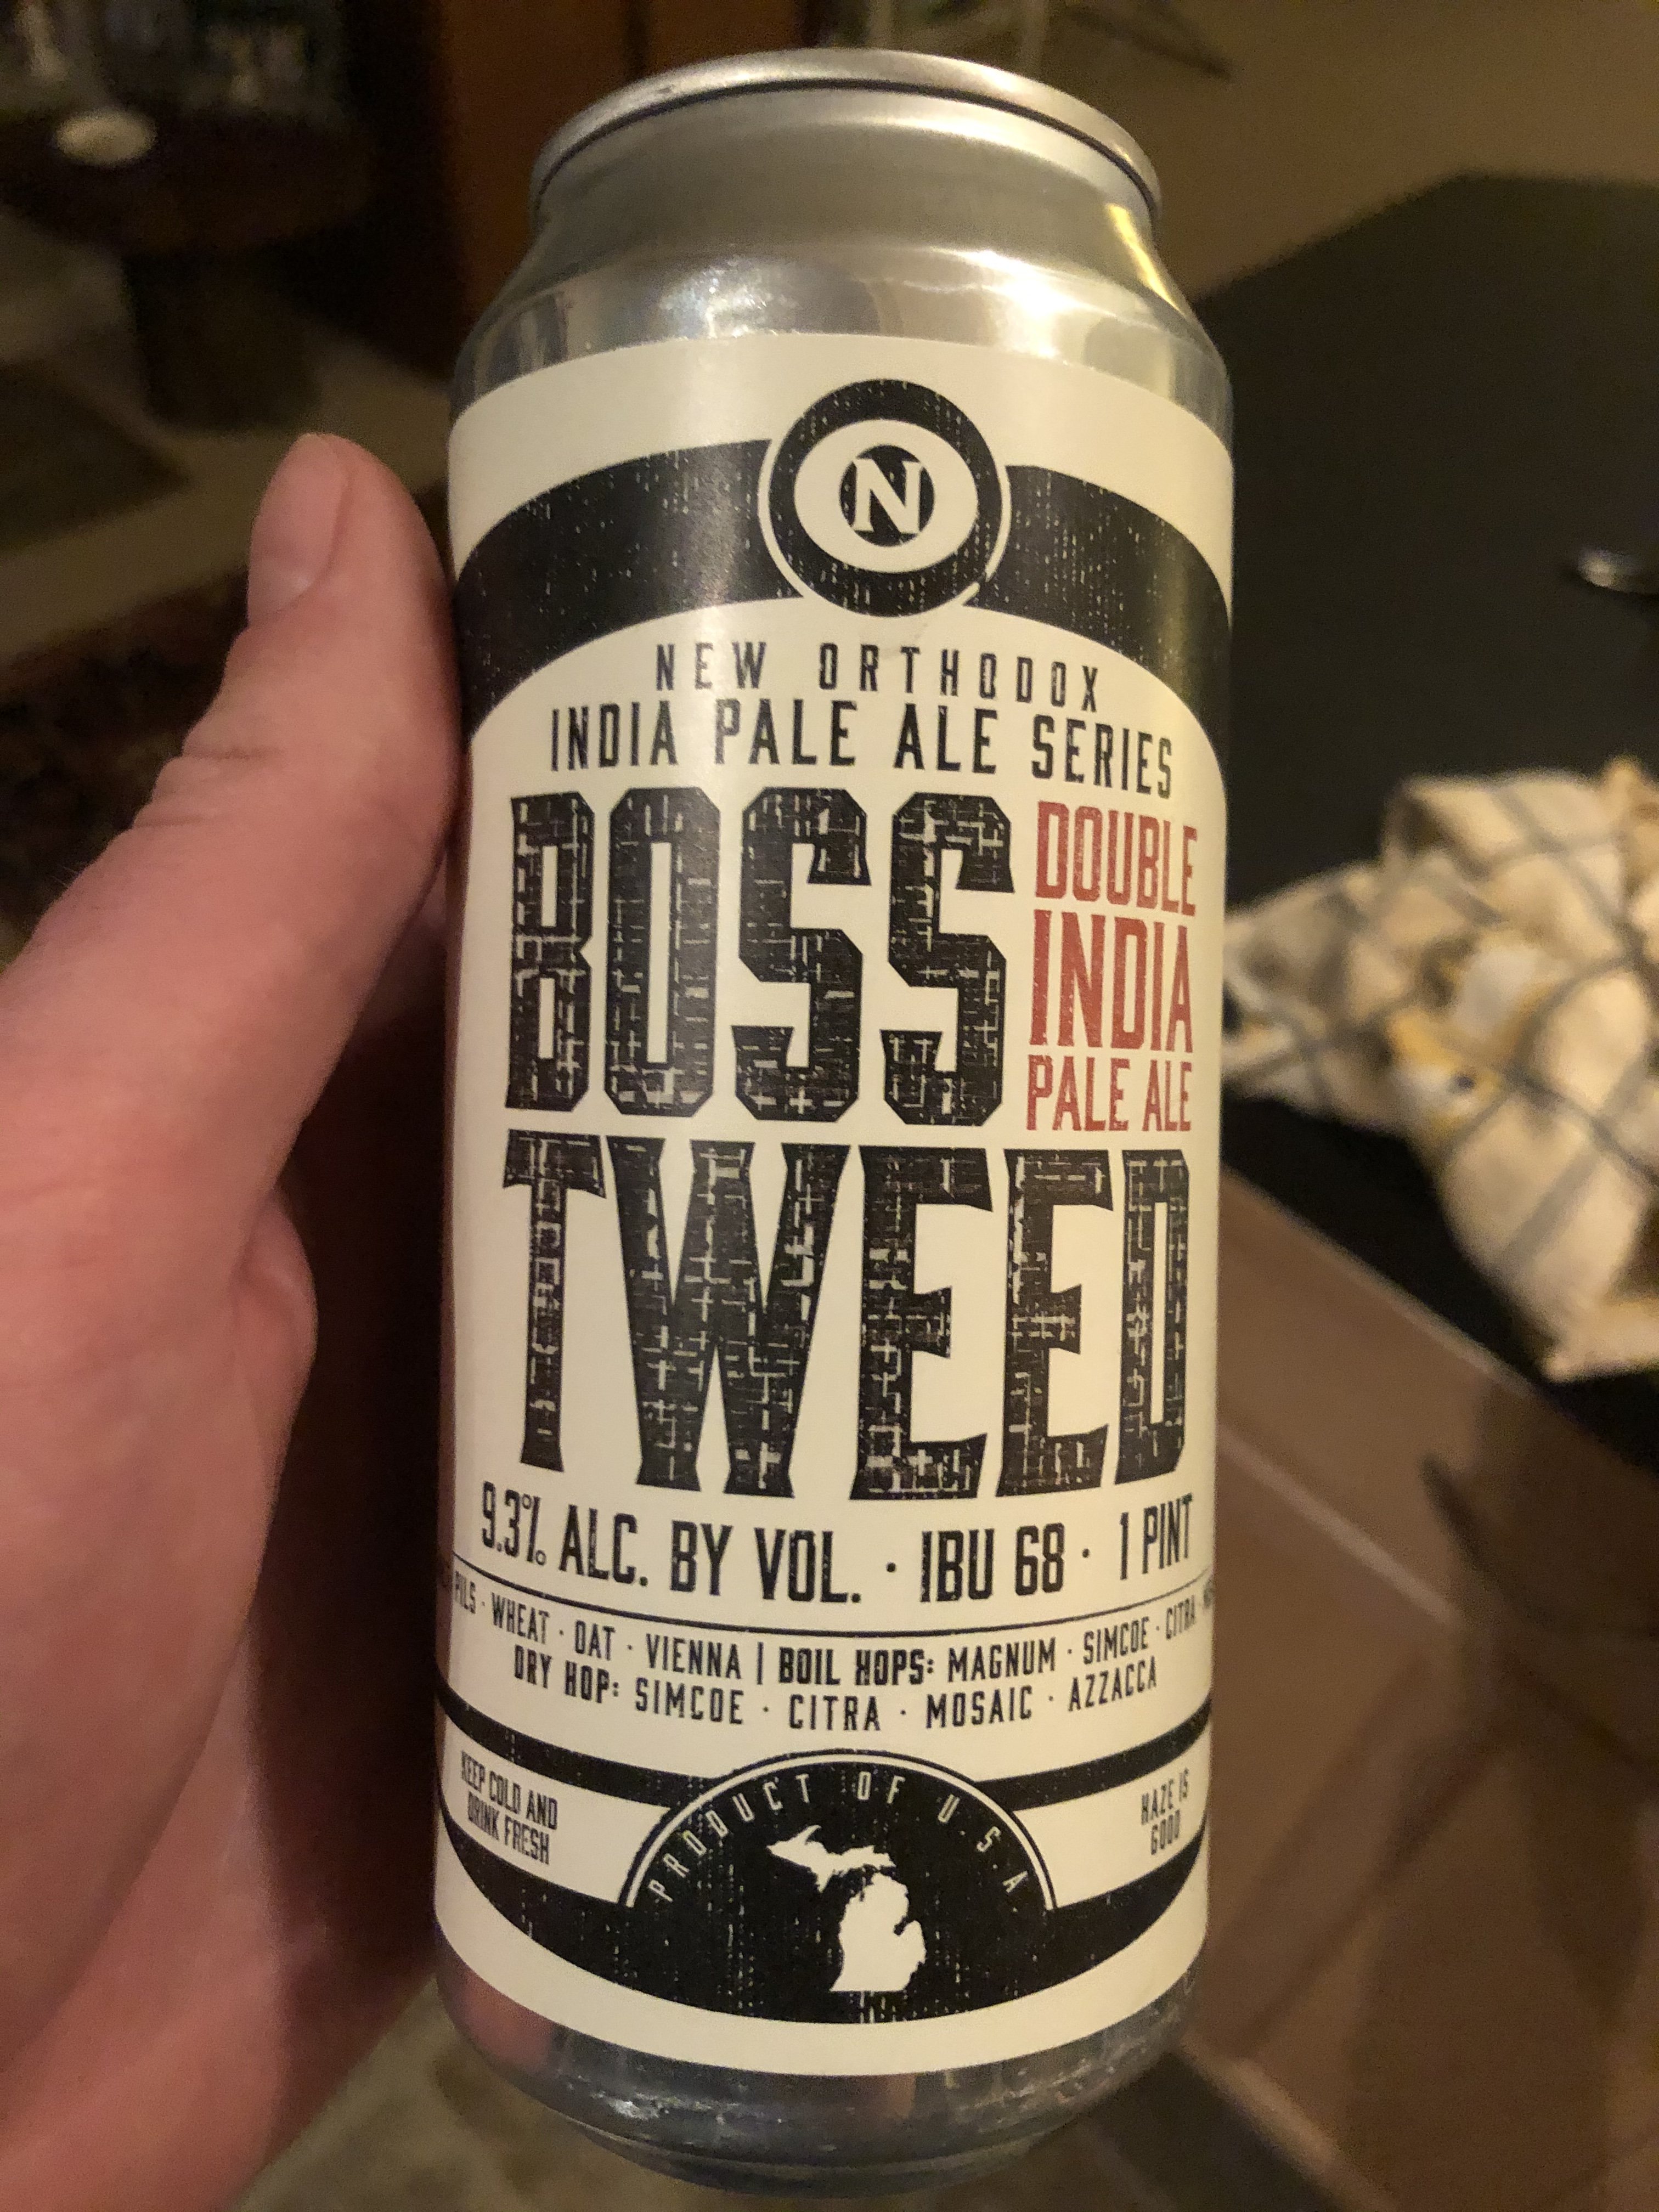 N
NEW ORTHODOX
INDIA PALE ALE SERIES
BOSS
DOUBLE
INDIA
PALE ALE
TWEED
9.3% ALC. BY VOL. · IBU 68 · 1 PINT
PILS · WHEAT · OAT · VIENNA | BOIL HOPS: MAGNUM · SIMCOE · CITRA ·
DRY HOP: SIMCOE · CITRA · MOSAIC · AZZACCA
KEEP COLD AND
DRINK FRESH
PRODUCT OF U.S.A
HAZE IS
GOOD